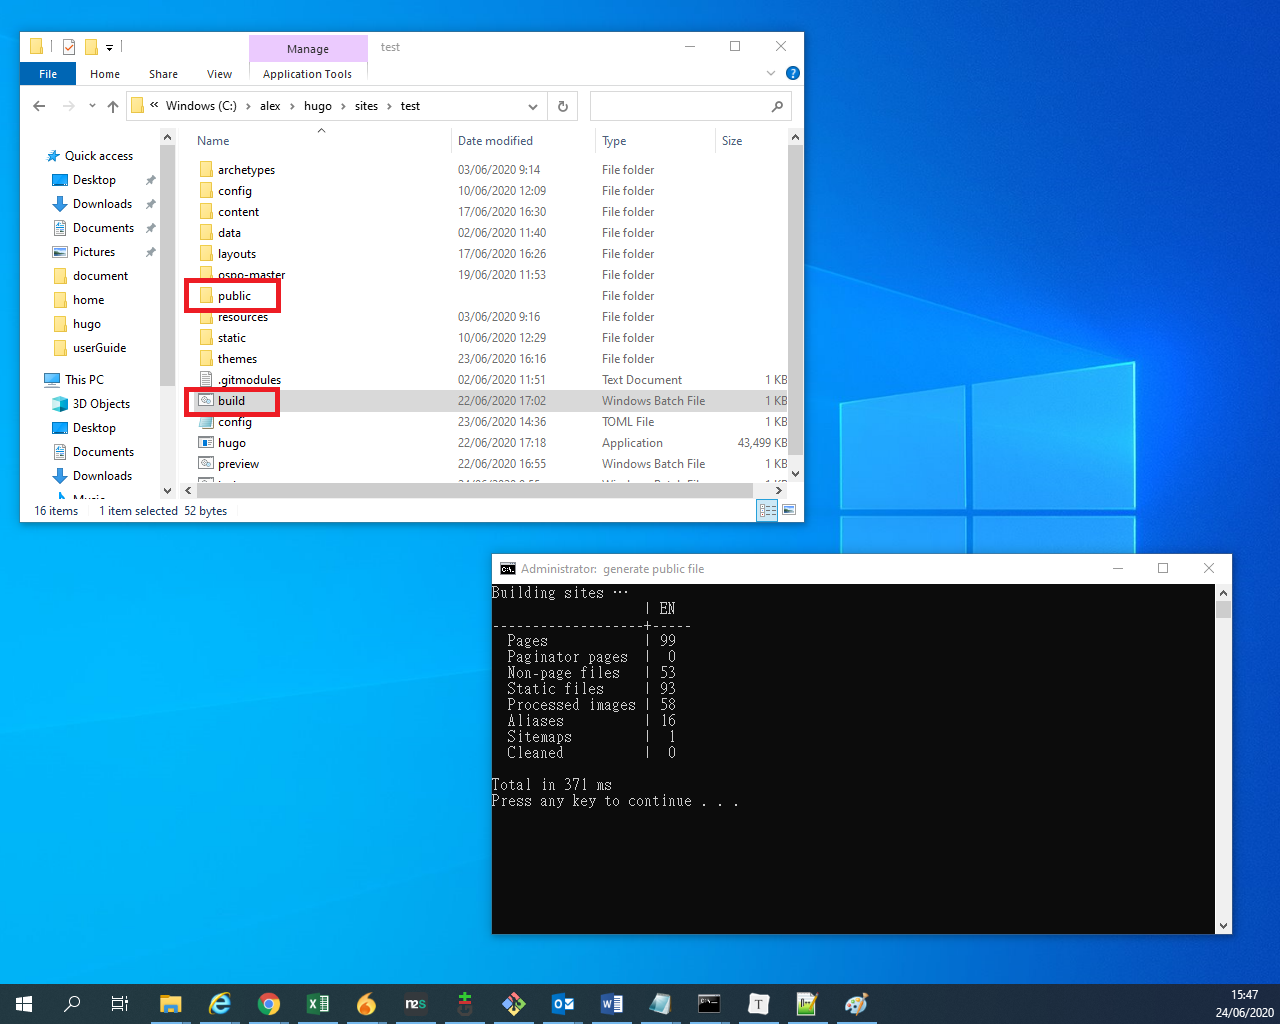 Manage
test
File
Home
Share
View
Application Tools
« Windows (C:) > alex > hugo > sites > test
Name
Date modified
Type
Size
Quick access
Desktop
Downloads
Documents
Pictures
document
home
hugo
userGuide
This PC
3D Objects
Desktop
Documents
Downloads
Music
archetypes 03/06/2020 9:14 File folder
config 10/06/2020 12:09 File folder
content 17/06/2020 16:30 File folder
data 02/06/2020 11:40 File folder
layouts 17/06/2020 16:26 File folder
ospo-master 19/06/2020 11:53 File folder
public File folder
resources 03/06/2020 9:16 File folder
static 10/06/2020 12:29 File folder
themes 23/06/2020 16:16 File folder
.gitmodules 02/06/2020 11:51 Text Document 1 KB
build 22/06/2020 17:02 Windows Batch File 1 KB
config 23/06/2020 14:36 TOML File 1 KB
hugo 22/06/2020 17:18 Application 43,499 KB
preview 22/06/2020 16:55 Windows Batch File 1 KB
16 items 1 item selected 52 bytes
Administrator: generate public file
Building sites …
| EN
-------------------+-----
Pages | 99
Paginator pages | 0
Non-page files | 53
Static files | 93
Processed images | 58
Aliases | 16
Sitemaps | 1
Cleaned | 0
Total in 371 ms
Press any key to continue . . .
n2s
T
15:47
24/06/2020